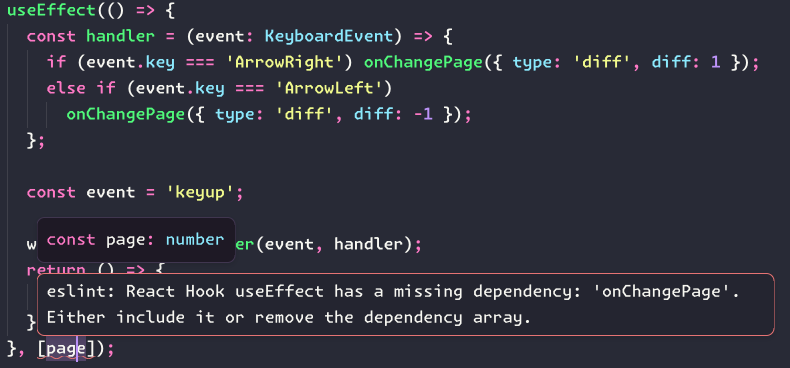 useEffect(() => {
const handler = (event: KeyboardEvent) => {
if (event.key === 'ArrowRight') onChangePage({ type: 'diff', diff: 1 });
else if (event.key === 'ArrowLeft')
onChangePage({ type: 'diff', diff: -1 });
};
const event = 'keyup';
const page: number
er(event, handler);
return () => {
eslint: React Hook useEffect has a missing dependency: 'onChangePage'.
Either include it or remove the dependency array.
}
}, [page]);